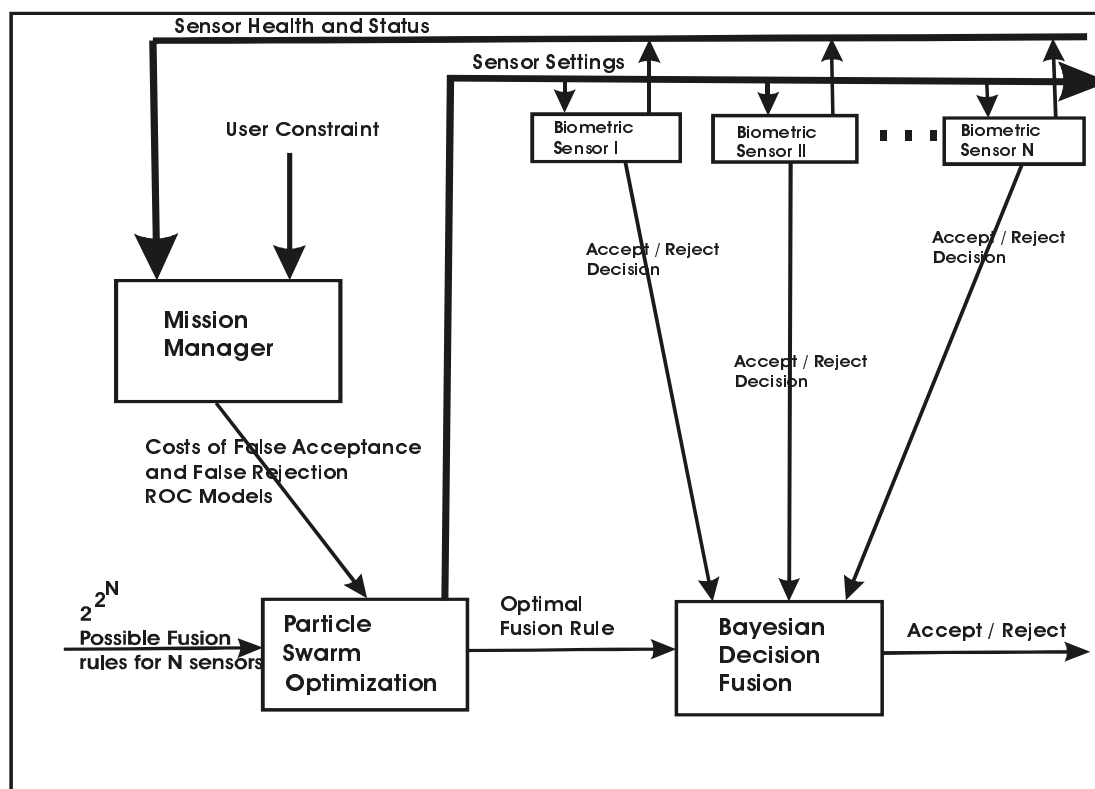 Sensor Health and Status
Sensor Settings
User Constraint
Biometric
Sensor I
Biometric
Sensor II
Biometric
Sensor N
Accept / Reject
Decision
Accept / Reject
Decision
Accept / Reject
Decision
Mission
Manager
Costs of False Acceptance
and False Rejection
ROC Models
2^2^N
Possible Fusion
rules for N sensors
Particle
Swarm
Optimization
Optimal
Fusion Rule
Bayesian
Decision
Fusion
Accept / Reject